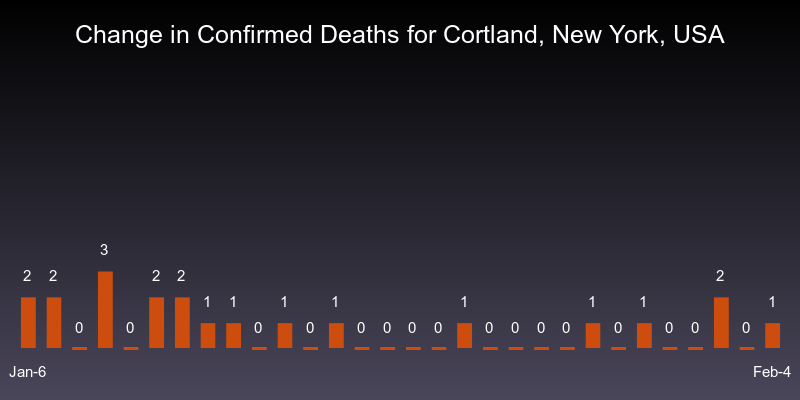 Change in Confirmed Deaths for Cortland, New York, USA
2 2 0 3 0 2 2 1 1 0 1 0 1 0 0 0 0 1 0 0 0 0 1 0 1 0 0 2 0 1
Jan-6 Feb-4